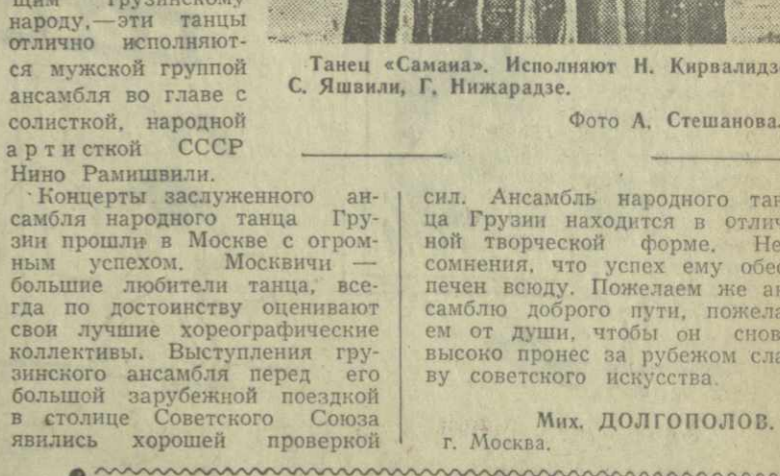 щим грузинскому
народу,—эти танцы
отлично исполняют-
ся мужской группой
ансамбля во главе с
солисткой, народной
артисткой СССР
Нино Рамишвили.
Концерты заслуженного ан-
самбля народного танца Гру-
зии прошли в Москве с огром-
ным успехом. Москвичи —
большие любители танца, все-
гда по достоинству оценивают
свои лучшие хореографические
коллективы. Выступления гру-
зинского ансамбля перед его
большой зарубежной поездкой
в столице Советского Союза
явились хорошей проверкой
Танец «Самаиа». Исполняют Н. Кирвалидз
С. Яшвили, Г. Нижарадзе.
Фото А. Стешанова.
сил. Ансамбль народного тан
ца Грузии находится в отлич
ной творческой форме. Не
сомнения, что успех ему обес
печен всюду. Пожелаем же ан
самблю доброго пути, пожела
ем от души, чтобы он снов
высоко пронес за рубежом сла
ву советского искусства.
Мих. ДОЛГОПОЛОВ.
г. Москва.